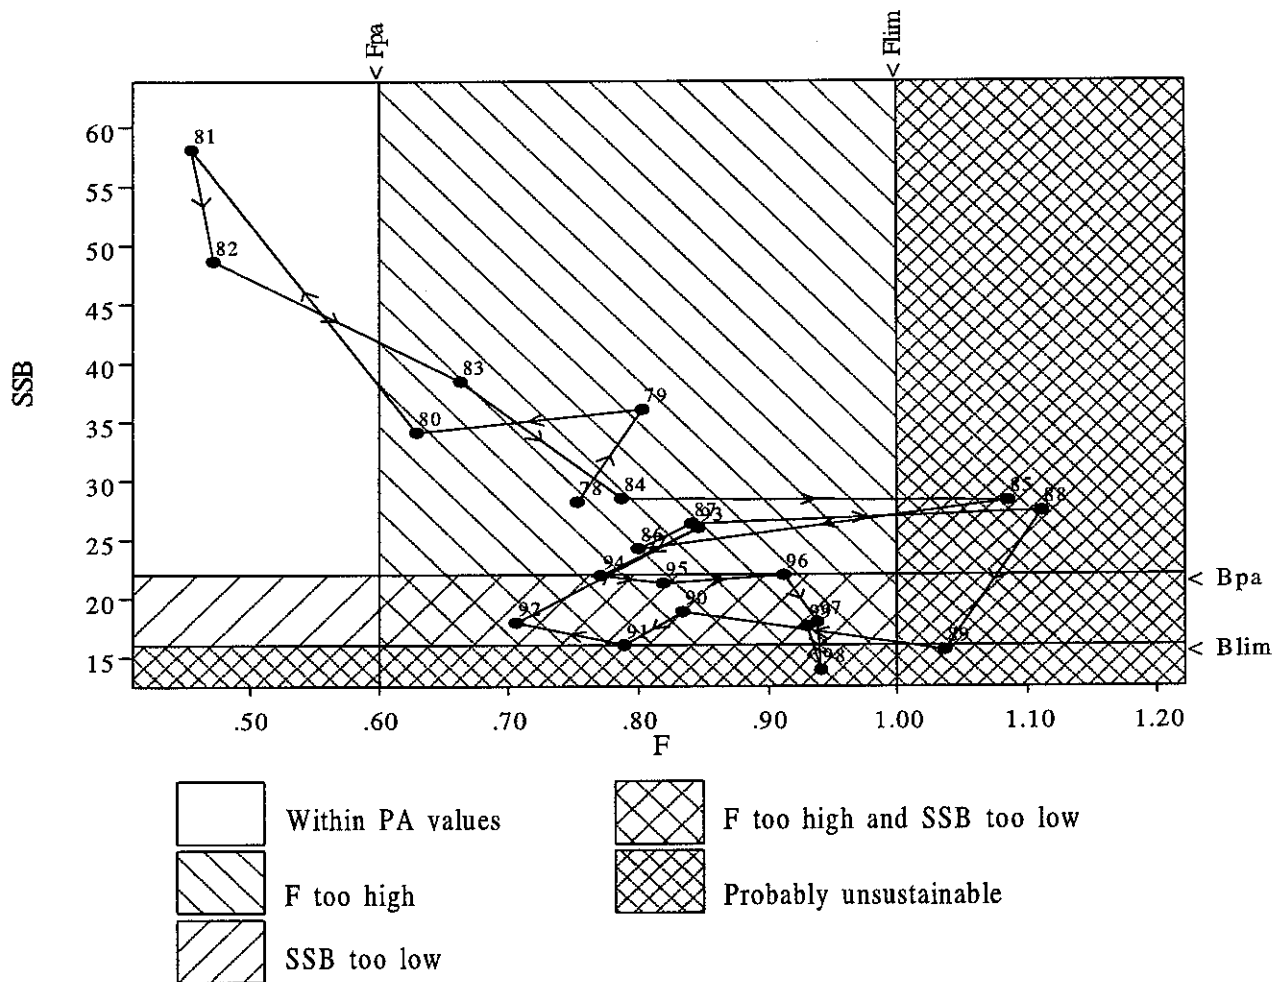 < Fpa
< Flim
SSB
60
55
50
45
40
35
30
25
20
15
81
82
83
79
80
78
84
85
88
87
93
86
94
95
96
92
90
91
99
97
98
89
< Bpa
< Blim
.50 .60 .70 .80 .90 1.00 1.10 1.20
F
Within PA values
F too high
SSB too low
F too high and SSB too low
Probably unsustainable